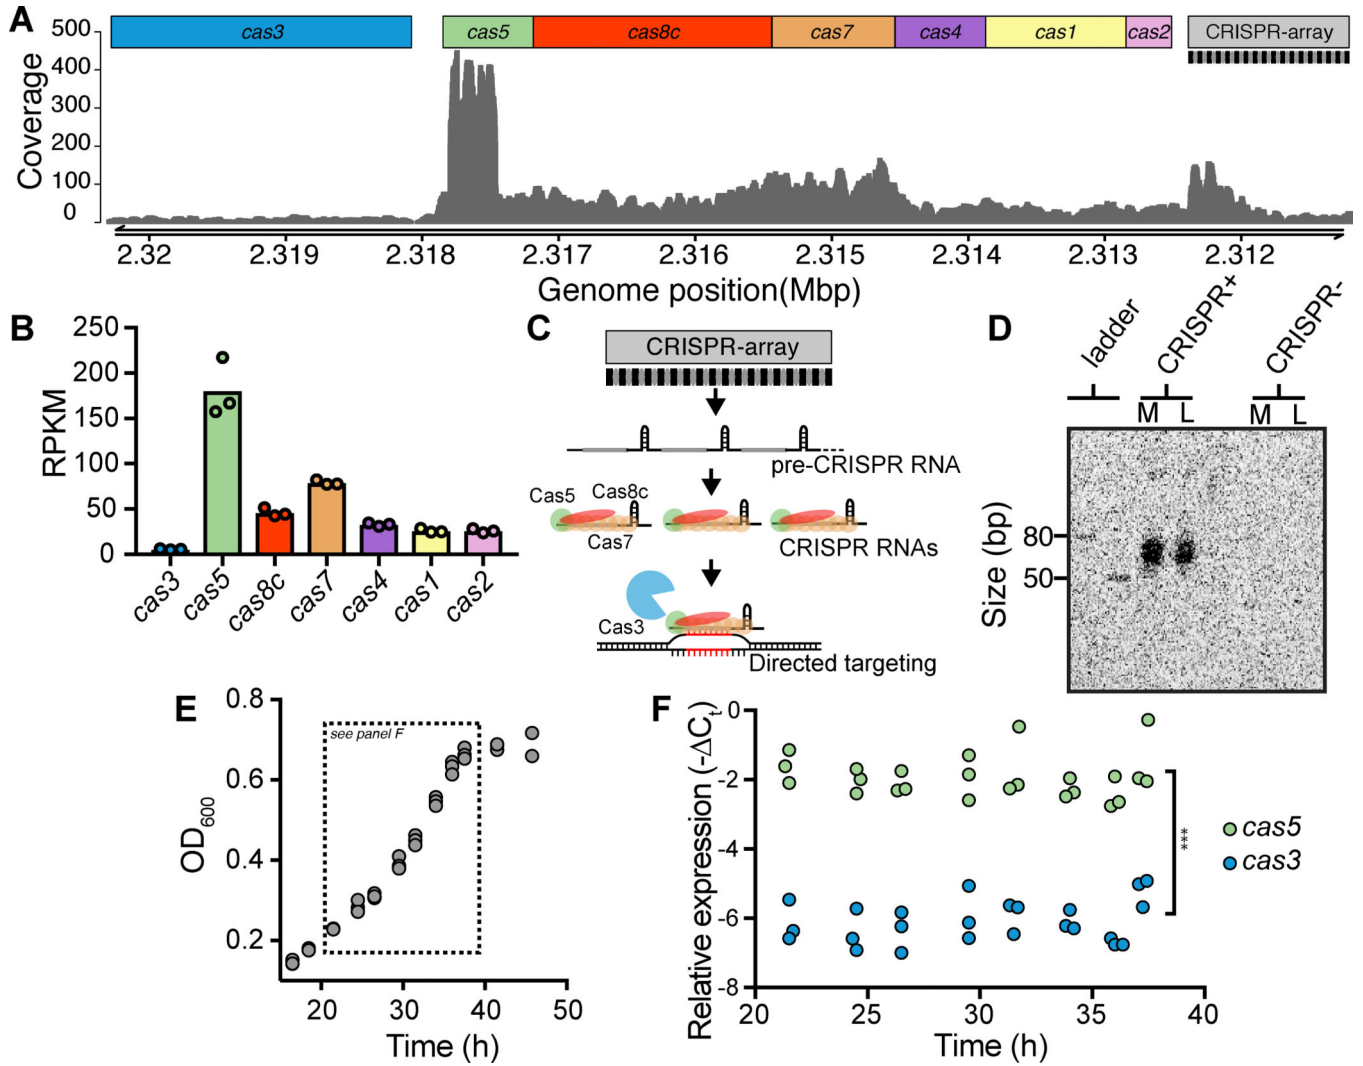 A
cas3 cas5 cas8c cas7 cas4 cas1 cas2 CRISPR-array
500
400
300
200
100
0
Coverage
2.32 2.319 2.318 2.317 2.316 2.315 2.314 2.313 2.312
Genome position(Mbp)
B
250
200
150
100
50
0
RPKM
cas3 cas5 cas8c cas7 cas4 cas1 cas2
C
CRISPR-array
pre-CRISPR RNA
Cas5 Cas8c
Cas7
CRISPR RNAs
Cas3
Directed targeting
D
ladder CRISPR+ CRISPR-
M L M L
80
50
Size (bp)
E
0.8
0.6
0.4
0.2
OD600
see panel F
20 30 40 50
Time (h)
F
0
-2
-4
-6
-8
Relative expression (-ΔCt)
20 25 30 35 40
Time (h)
***
cas5
cas3